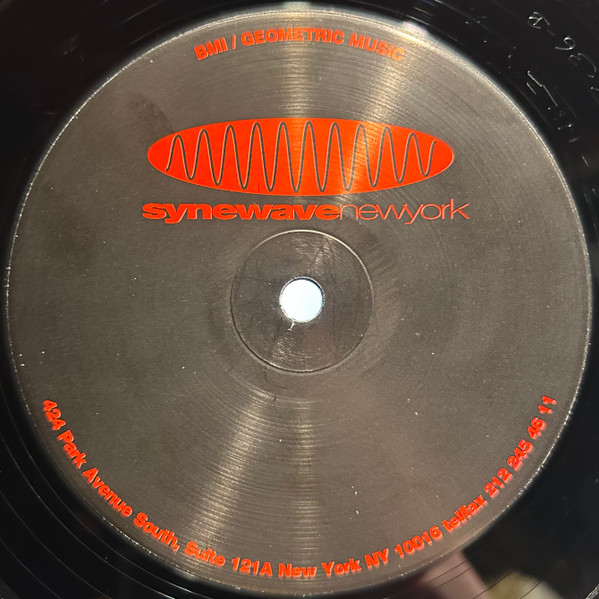 BMI / GEOMETRIC MUSIC
synewavenewyork
424 Park Avenue South, Suite 121A New York NY 10016 tel/fax 212 245 46 11